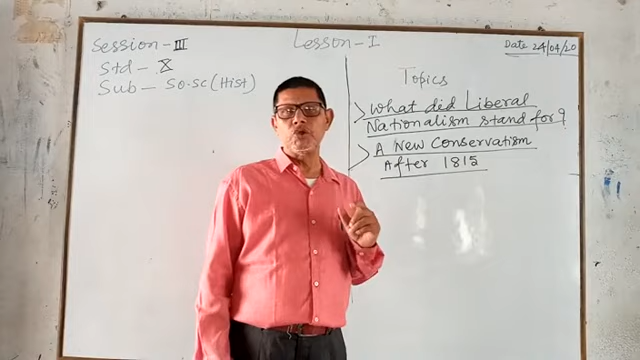 Session - III
Std - X
Sub - So.sc (Hist)
Lesson - I
Date 24/04/20
Topics
> What did Liberal
Nationalism stand for?
> A New Conservatism
After 1815